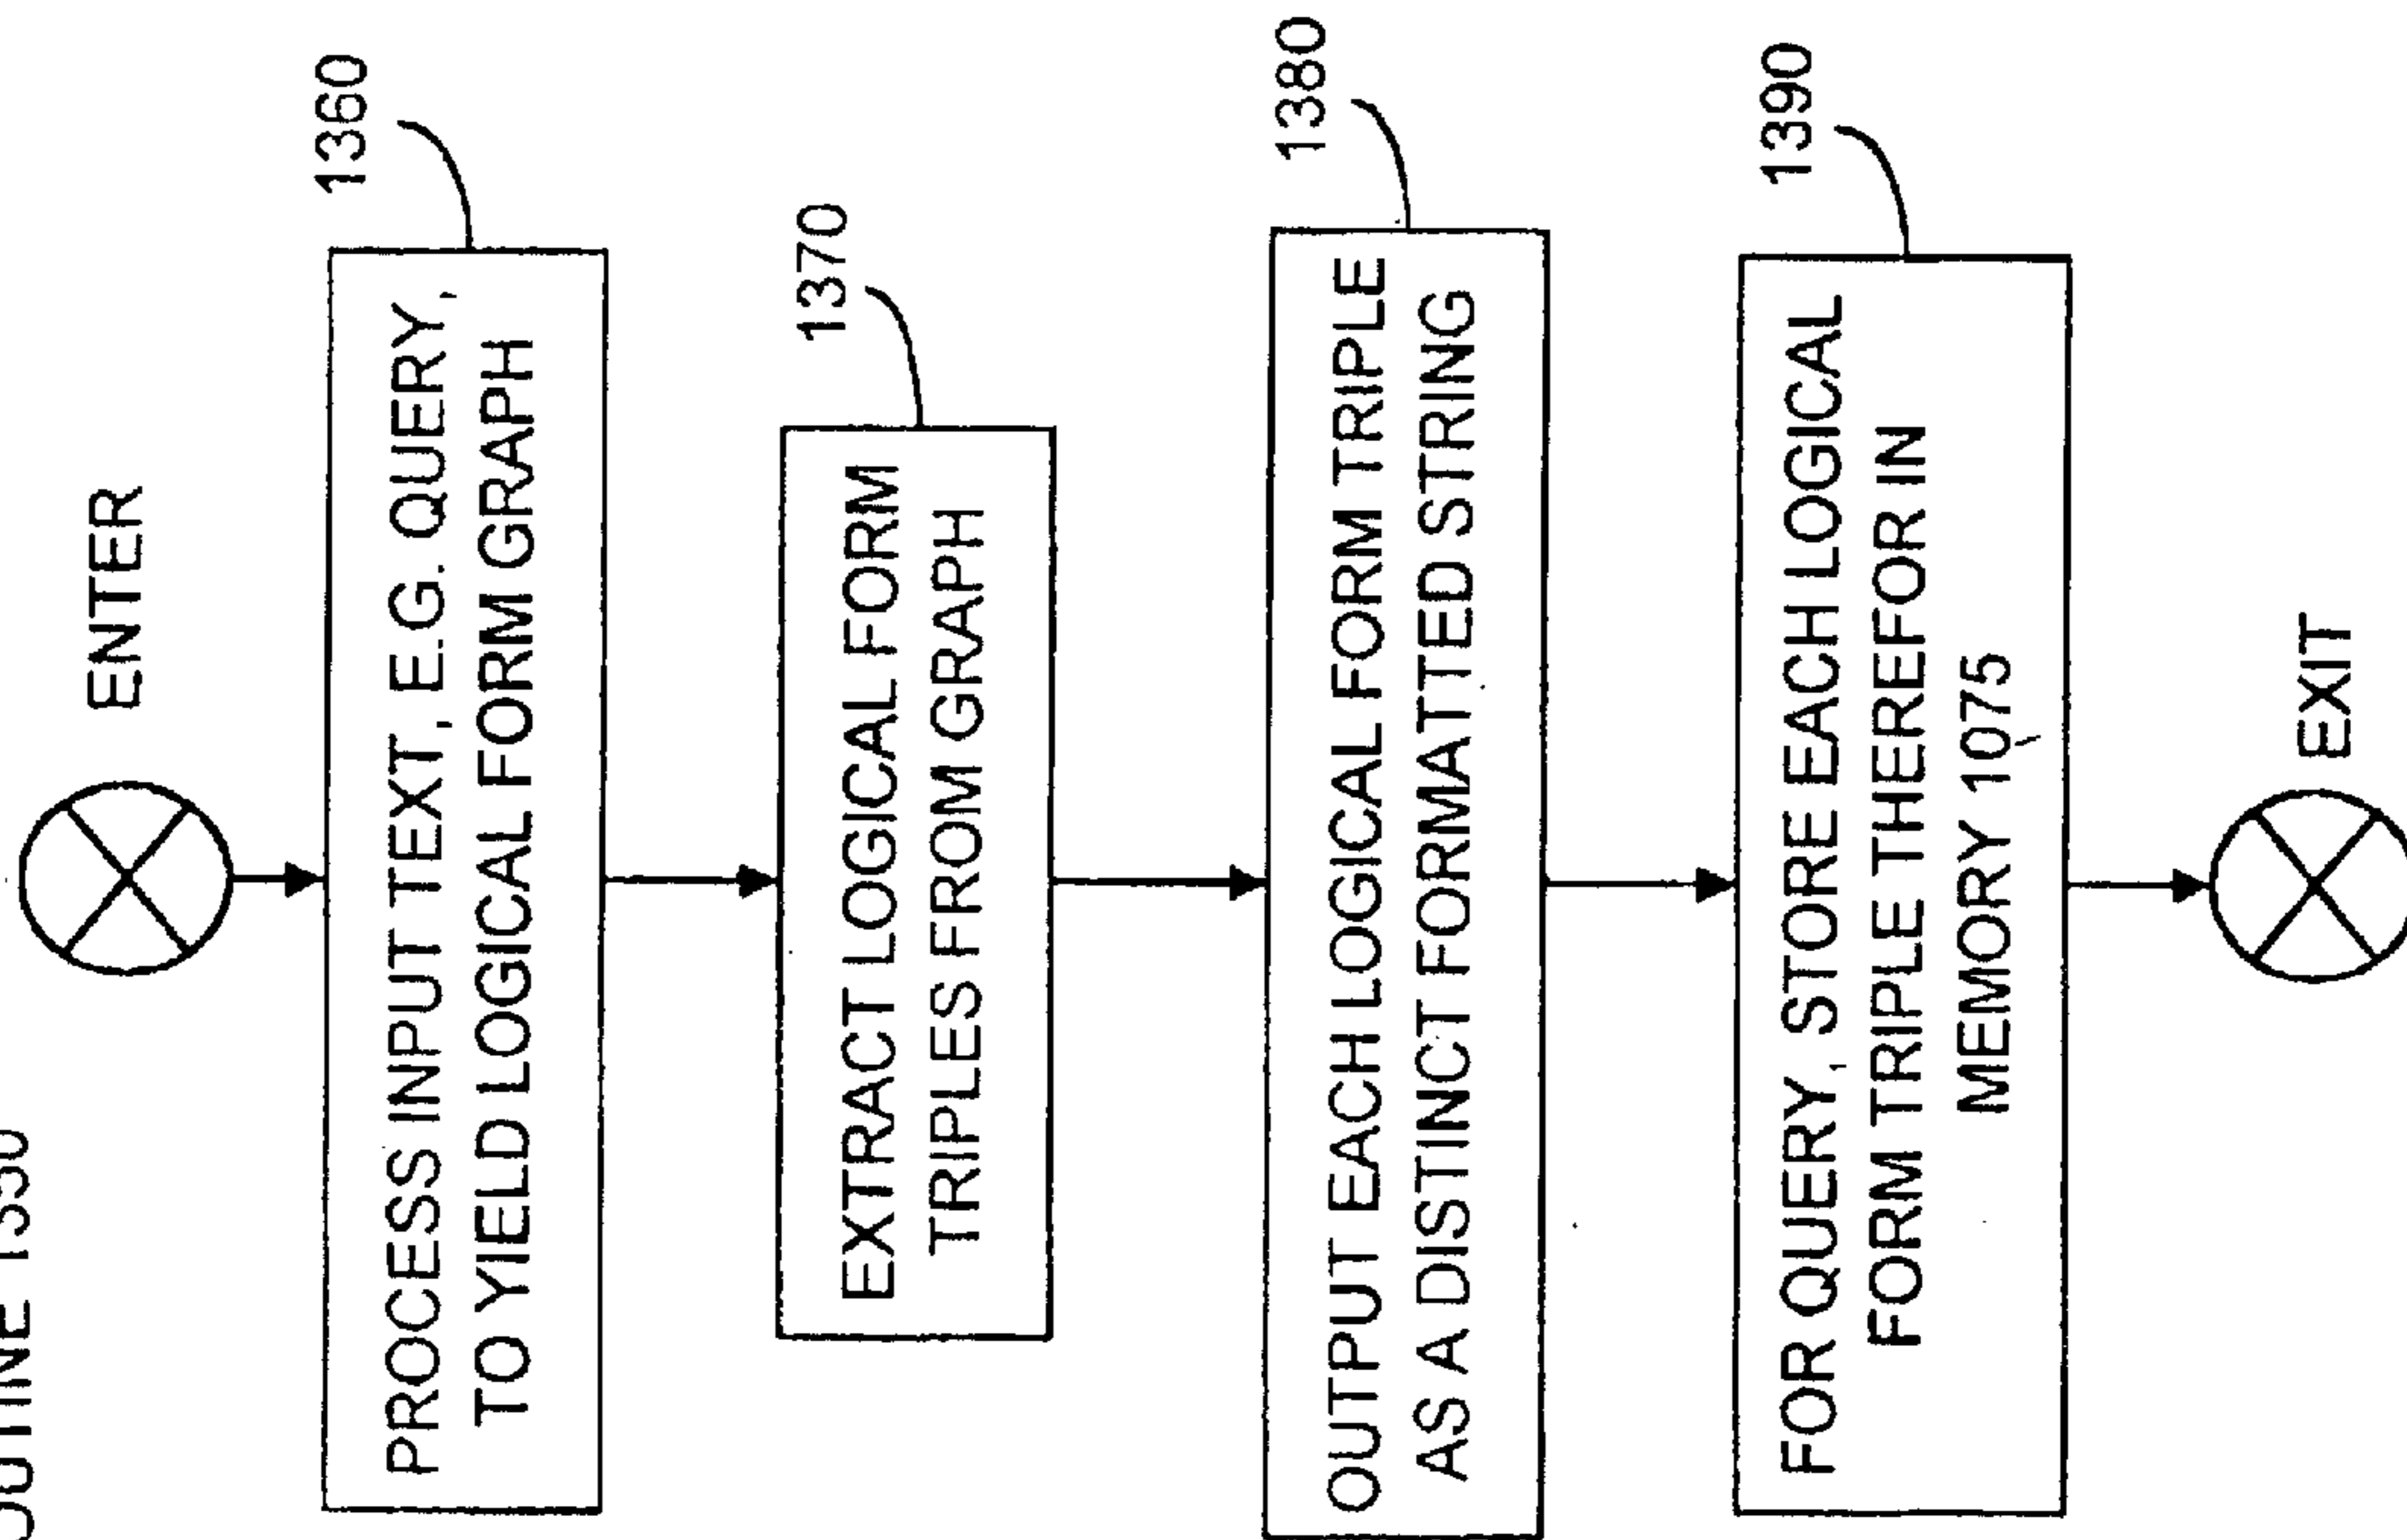 ENTER
1360
PROCESS INPUT TEXT, E.G. QUERY,
TO YIELD LOGICAL FORM GRAPH
1370
EXTRACT LOGICAL FORM
TRIPLES FROM GRAPH
1380
OUTPUT EACH LOGICAL FORM TRIPLE
AS A DISTINCT FORMATTED STRING
1390
FOR QUERY, STORE EACH LOGICAL
FORM TRIPLE THEREFOR IN
MEMORY 1075
EXIT